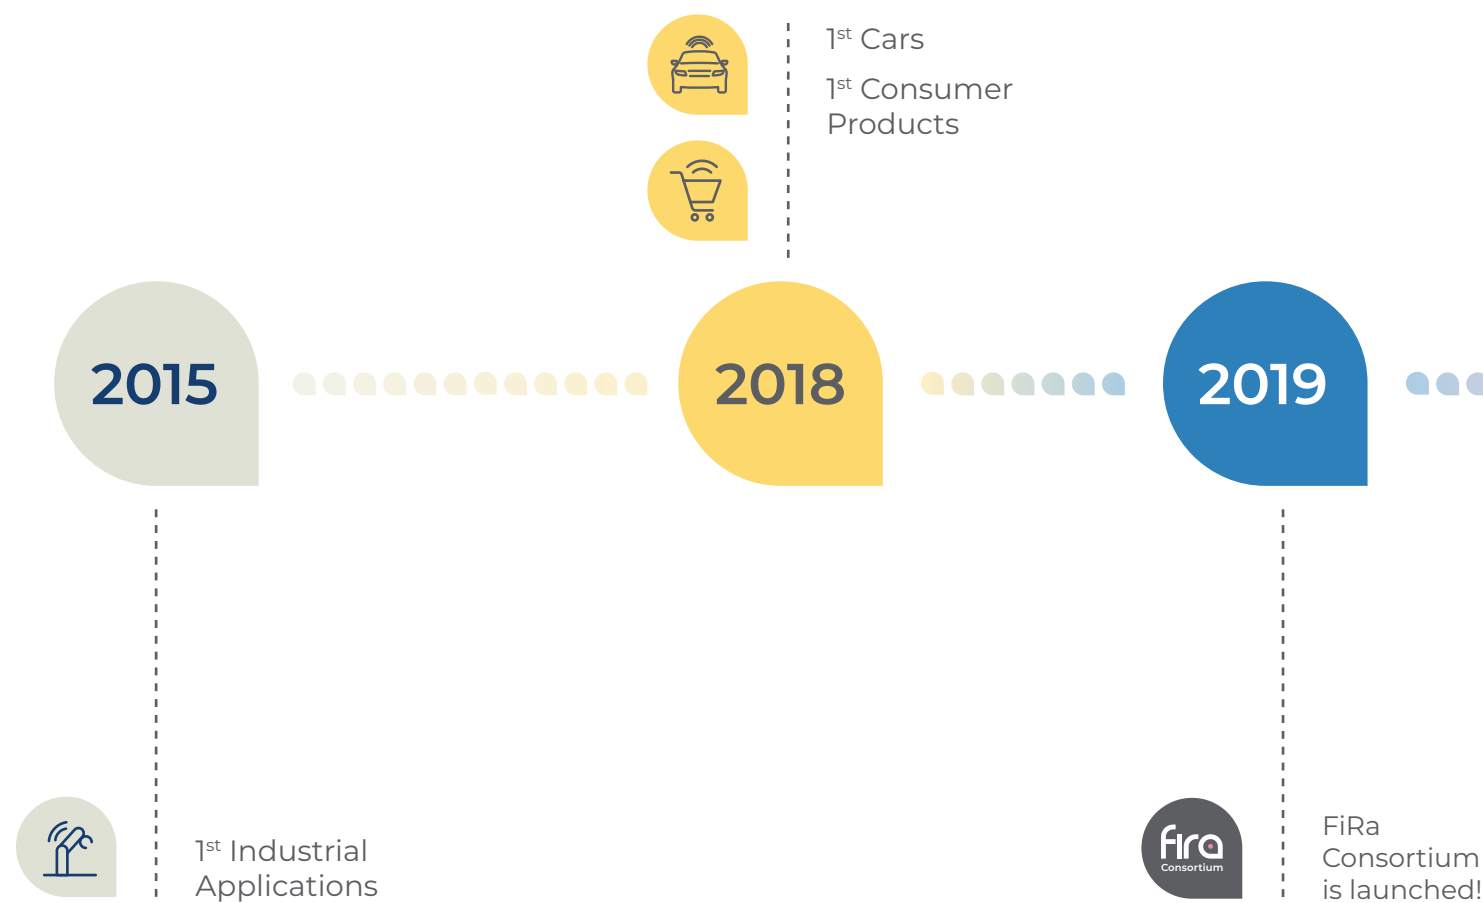 1st Cars
1st Consumer
Products
2015
2018
2019
1st Industrial
Applications
fira
Consortium
FiRa
Consortium
is launched!